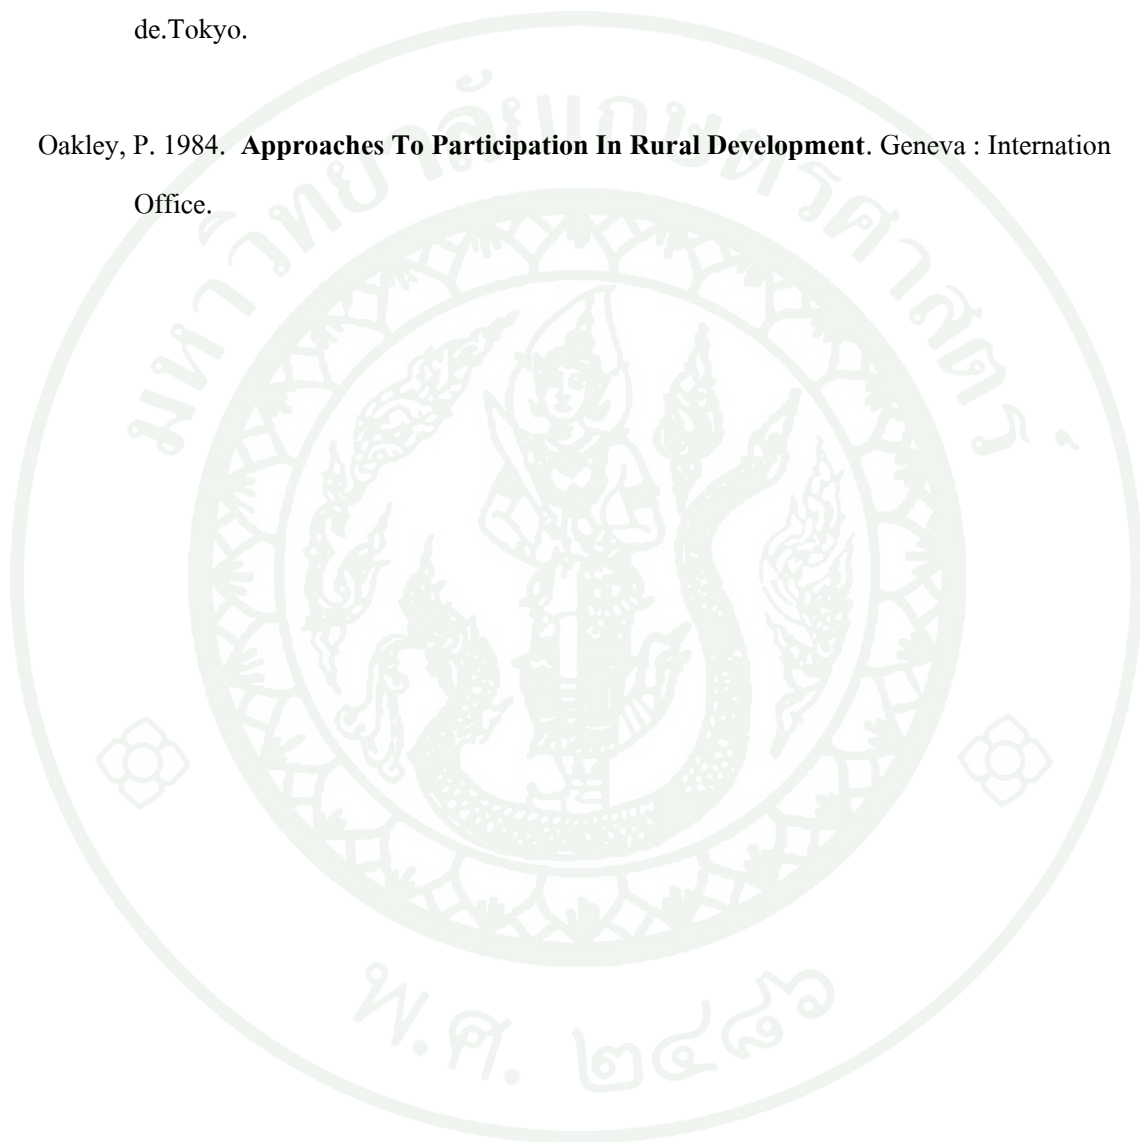 de.Tokyo.
Oakley, P. 1984.  Approaches To Participation In Rural Development. Geneva : Internation
Office.
มหาวิทยาลัยเกษตรศาสตร์
พ.ศ. ๒๔๘๖